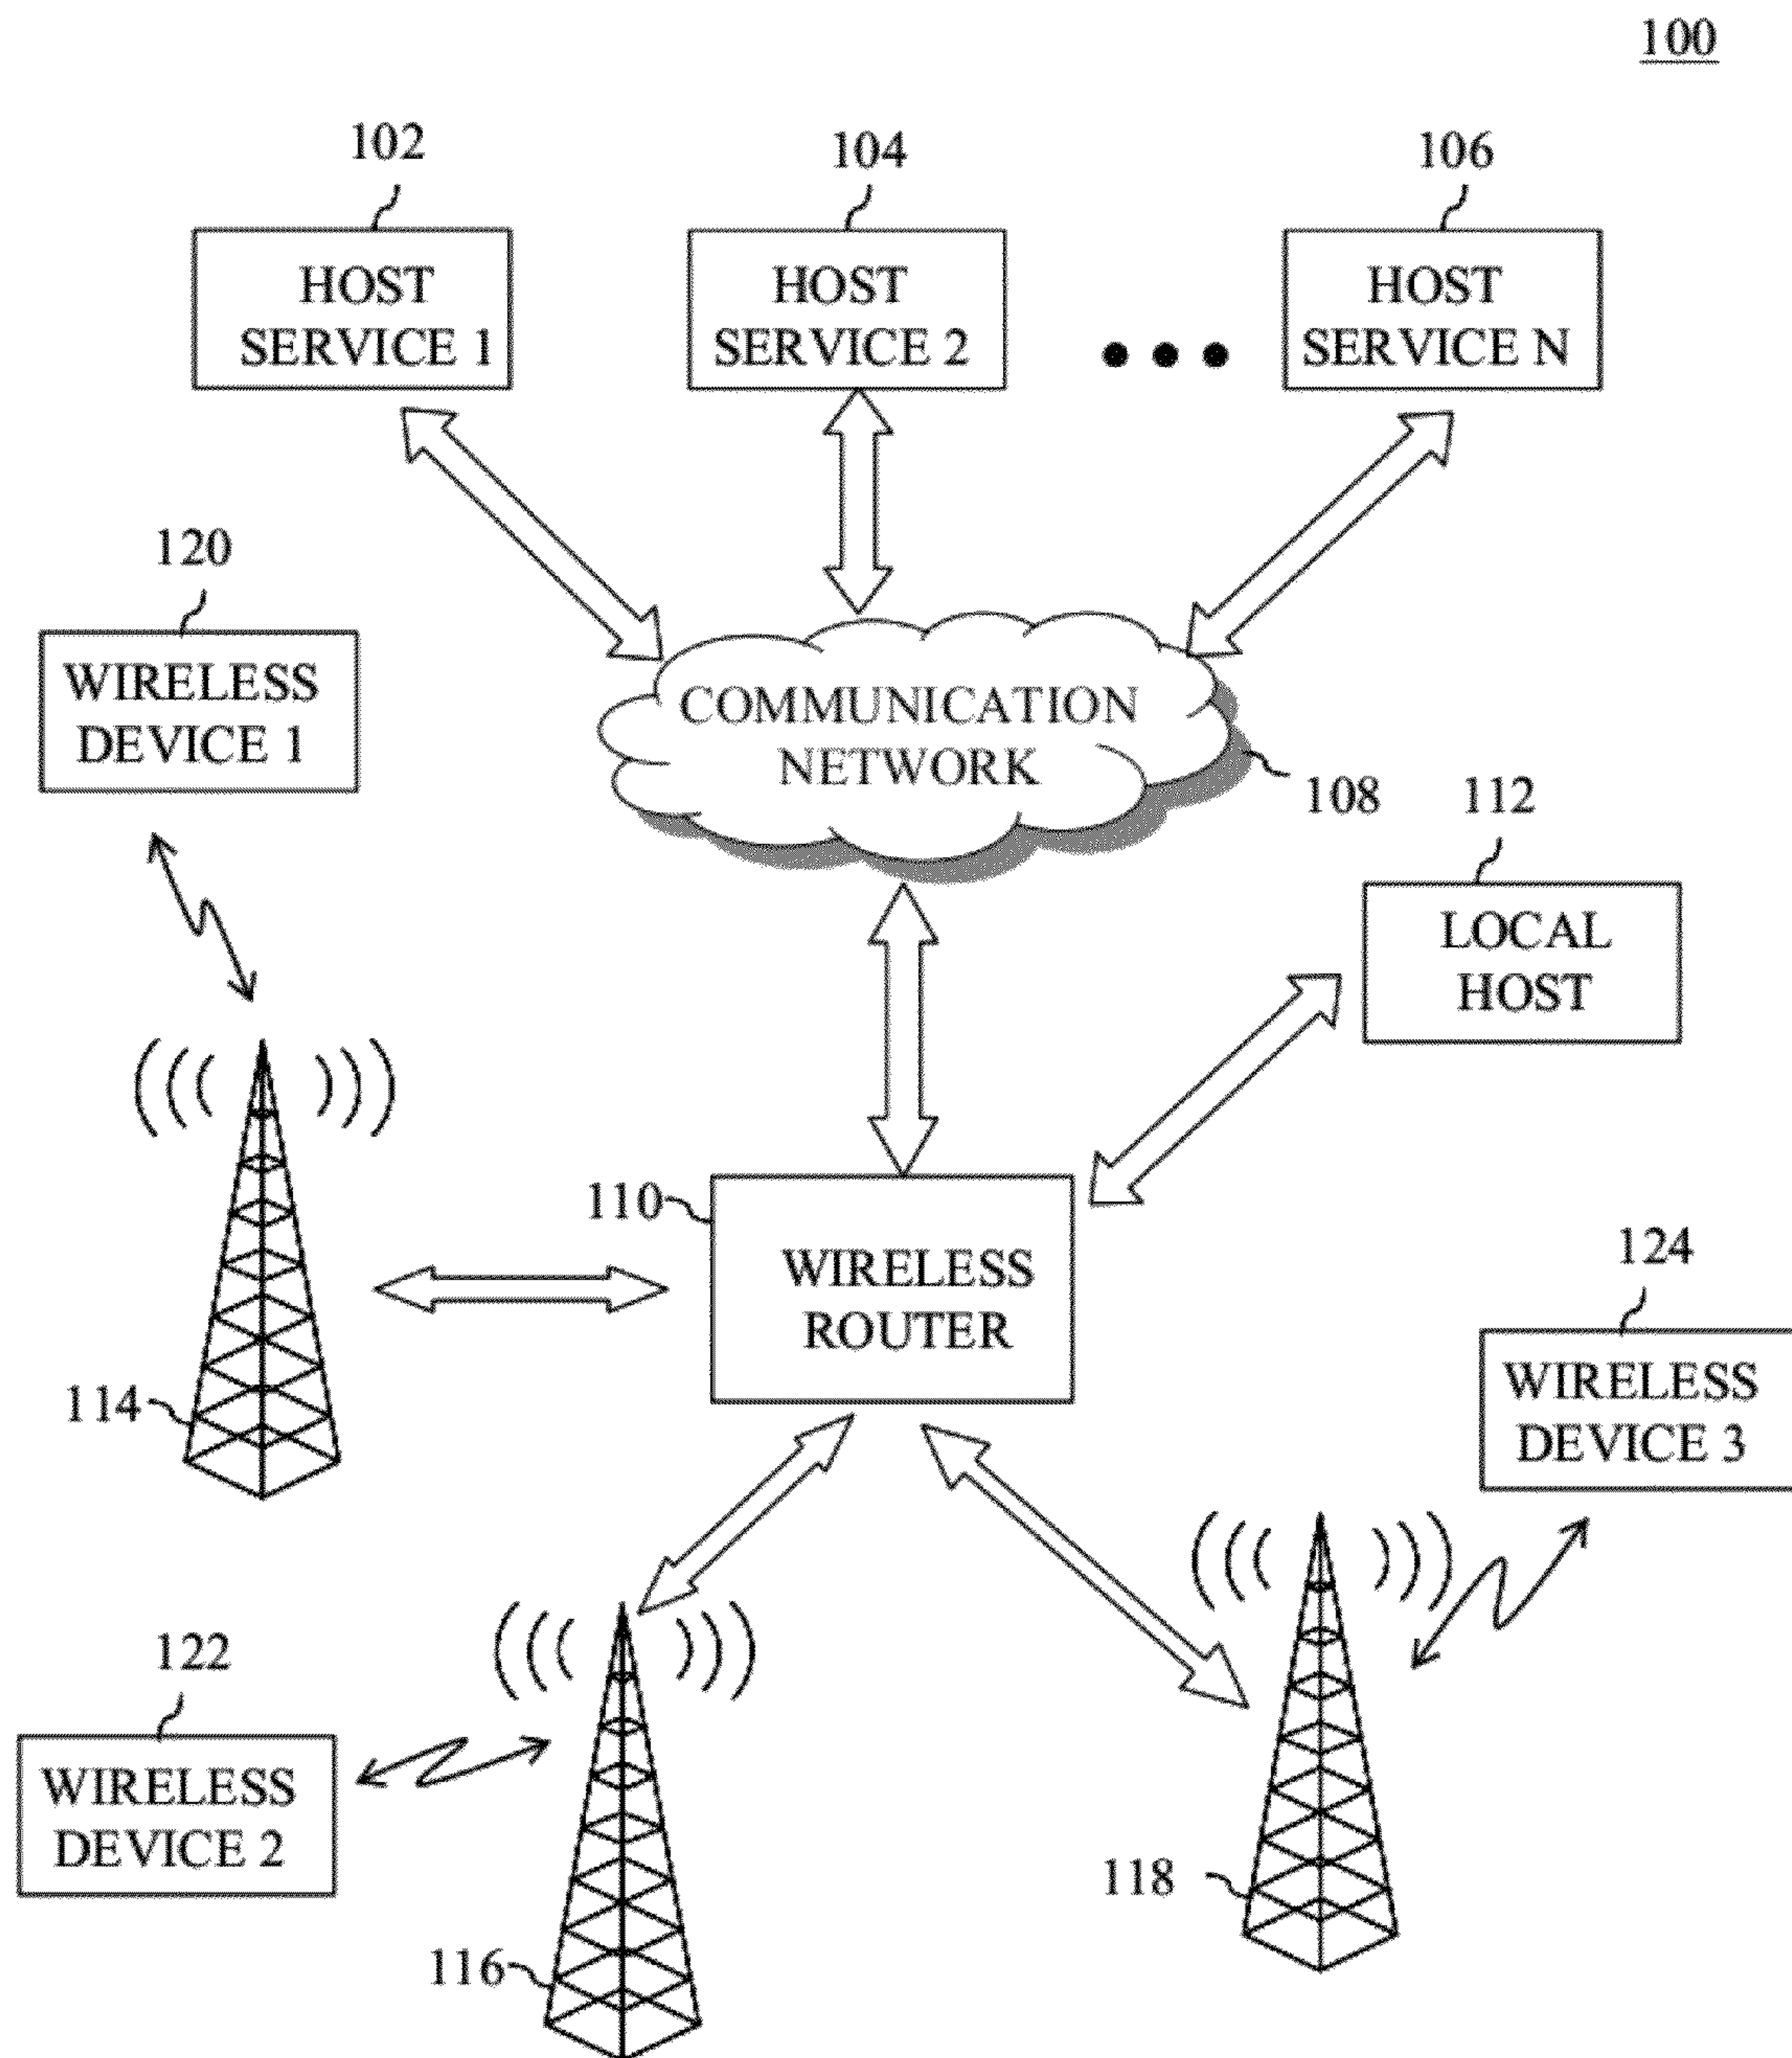 100
102
104
106
HOST
SERVICE 1
HOST
SERVICE 2
HOST
SERVICE N
120
WIRELESS
DEVICE 1
COMMUNICATION
NETWORK
108
112
LOCAL
HOST
110
WIRELESS
ROUTER
114
124
WIRELESS
DEVICE 3
122
WIRELESS
DEVICE 2
118
116